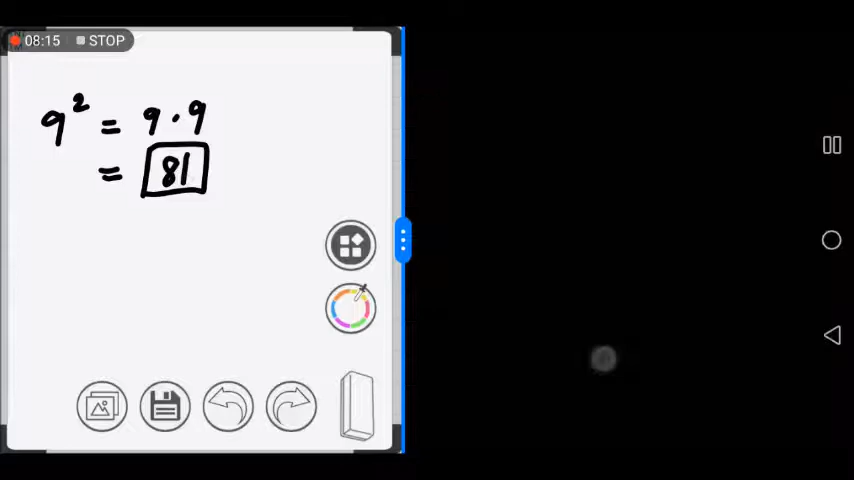 08:15 STOP
9² = 9 · 9
= 81